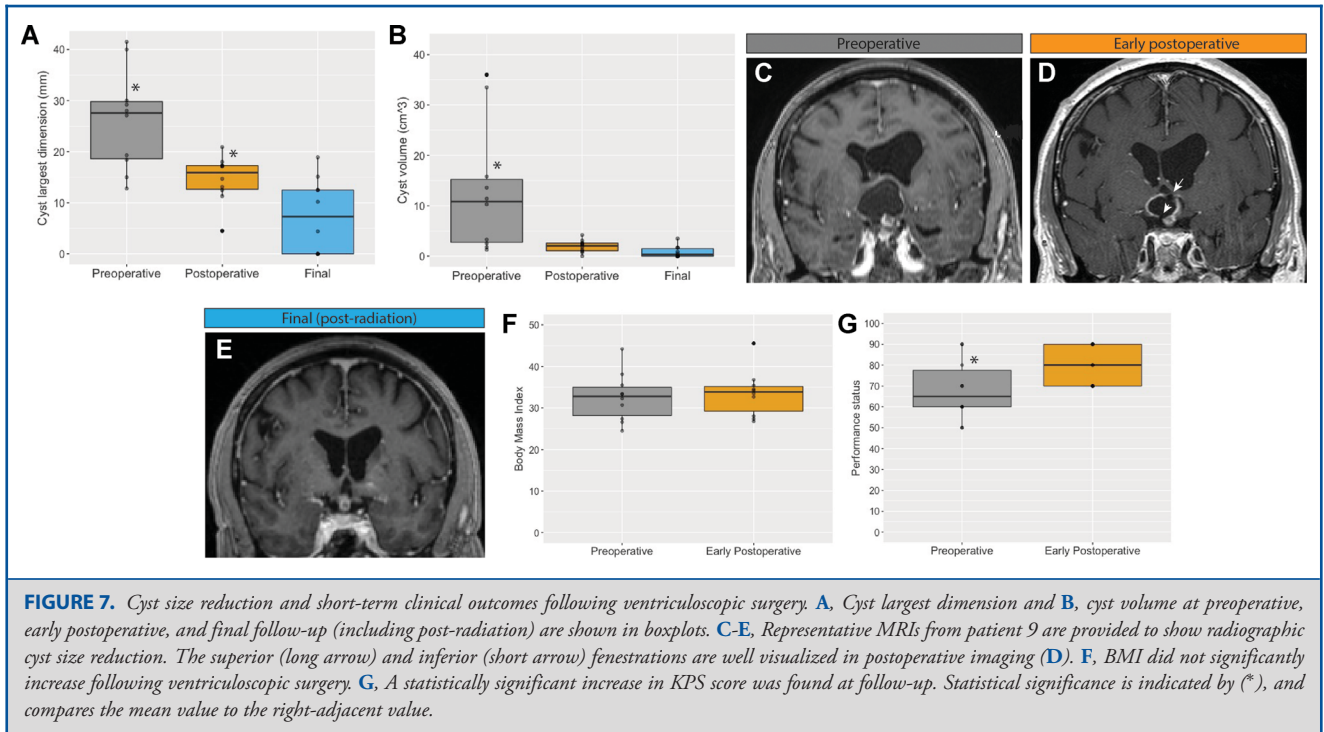 A
Cyst largest dimension (mm)
40
30
20
10
0
*
*
Preoperative
Postoperative
Final
B
Cyst volume (cm^3)
40
30
20
10
0
*
Preoperative
Postoperative
Final
Preoperative
C
Early postoperative
D
Final (post-radiation)
E
F
Body Mass Index
50
40
30
20
10
0
Preoperative
Early Postoperative
G
Performance status
100
90
80
70
60
50
40
30
20
10
0
*
Preoperative
Early Postoperative
FIGURE 7. Cyst size reduction and short-term clinical outcomes following ventriculoscopic surgery. A, Cyst largest dimension and B, cyst volume at preoperative,
early postoperative, and final follow-up (including post-radiation) are shown in boxplots. C-E, Representative MRIs from patient 9 are provided to show radiographic
cyst size reduction. The superior (long arrow) and inferior (short arrow) fenestrations are well visualized in postoperative imaging (D). F, BMI did not significantly
increase following ventriculoscopic surgery. G, A statistically significant increase in KPS score was found at follow-up. Statistical significance is indicated by (*), and
compares the mean value to the right-adjacent value.